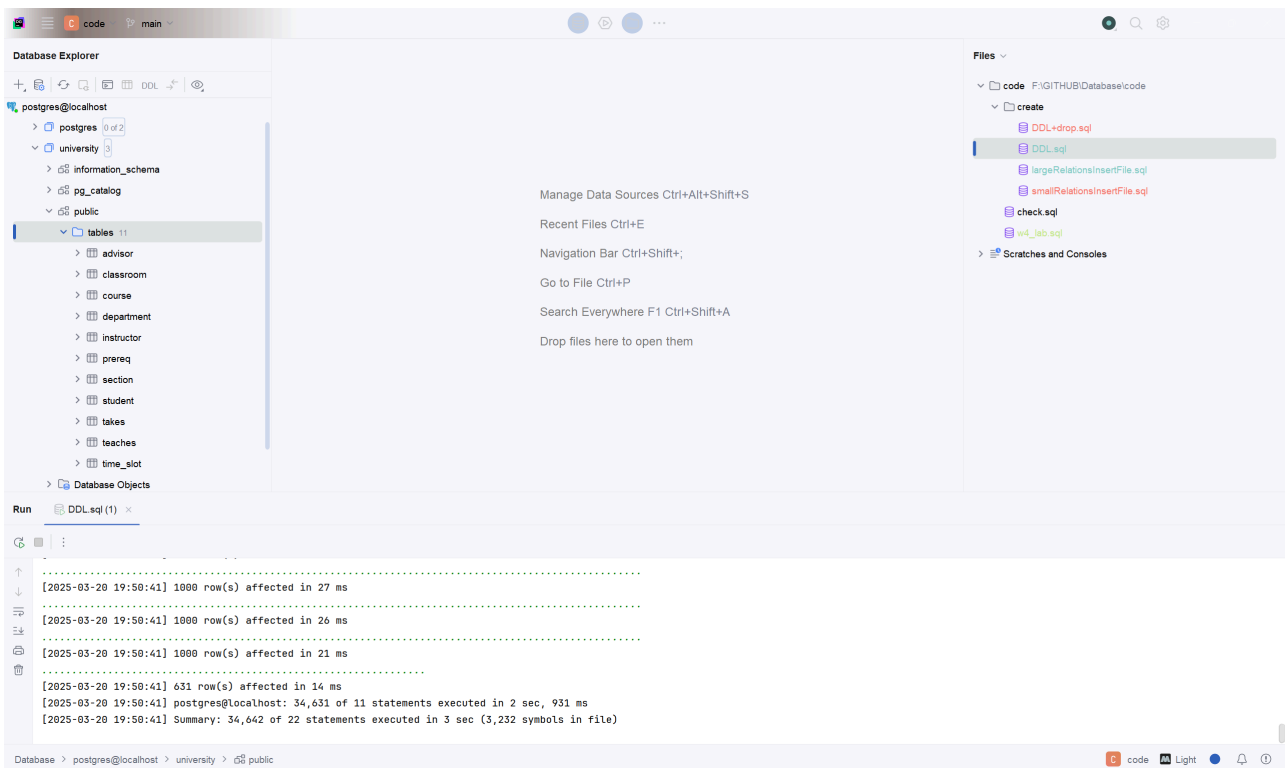 C code main
Database Explorer
DDL
postgres@localhost
postgres 0 of 2
university 3
information_schema
pg_catalog
public
tables 11
advisor
classroom
course
department
instructor
prereq
section
student
takes
teaches
time_slot
Database Objects
Manage Data Sources Ctrl+Alt+Shift+S
Recent Files Ctrl+E
Navigation Bar Ctrl+Shift+;
Go to File Ctrl+P
Search Everywhere F1 Ctrl+Shift+A
Drop files here to open them
Files
code F:\GITHUB\Database\code
create
DDL+drop.sql
DDL.sql
largeRelationsInsertFile.sql
smallRelationsInsertFile.sql
check.sql
w4_lab.sql
Scratches and Consoles
Run DDL.sql (1)
[2025-03-20 19:50:41] 1000 row(s) affected in 27 ms
[2025-03-20 19:50:41] 1000 row(s) affected in 26 ms
[2025-03-20 19:50:41] 1000 row(s) affected in 21 ms
[2025-03-20 19:50:41] 631 row(s) affected in 14 ms
[2025-03-20 19:50:41] postgres@localhost: 34,631 of 11 statements executed in 2 sec, 931 ms
[2025-03-20 19:50:41] Summary: 34,642 of 22 statements executed in 3 sec (3,232 symbols in file)
Database > postgres@localhost > university > public
C code Light